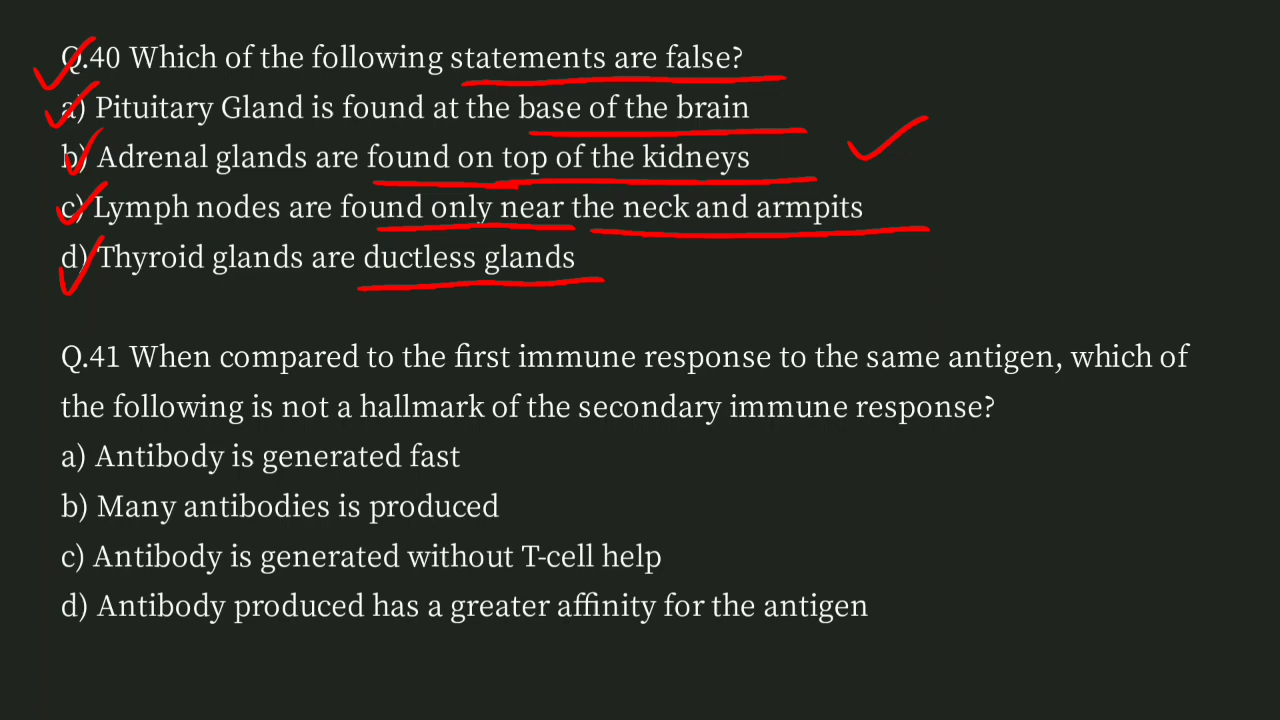 Q.40 Which of the following statements are false?
a) Pituitary Gland is found at the base of the brain
b) Adrenal glands are found on top of the kidneys
c) Lymph nodes are found only near the neck and armpits
d) Thyroid glands are ductless glands
Q.41 When compared to the first immune response to the same antigen, which of
the following is not a hallmark of the secondary immune response?
a) Antibody is generated fast
b) Many antibodies is produced
c) Antibody is generated without T-cell help
d) Antibody produced has a greater affinity for the antigen